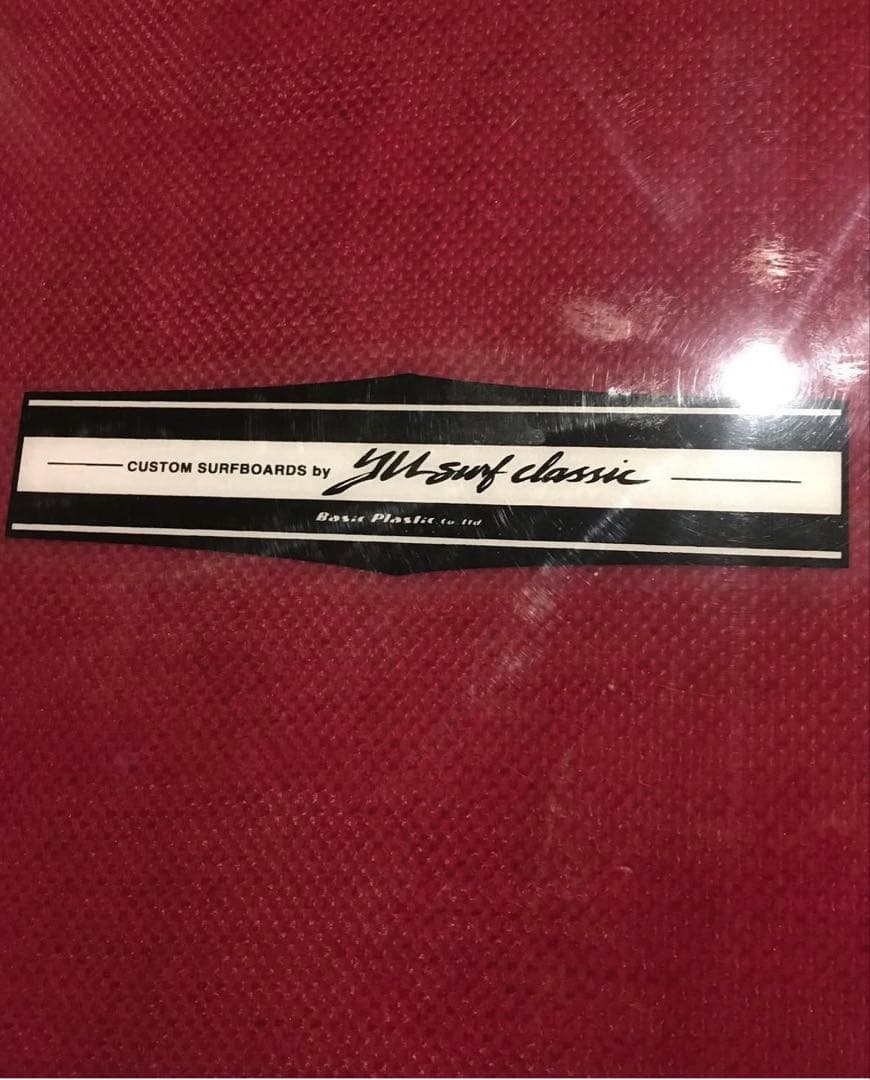 CUSTOM SURFBOARDS by YU surf classic
Basic Plastic Co.,Ltd